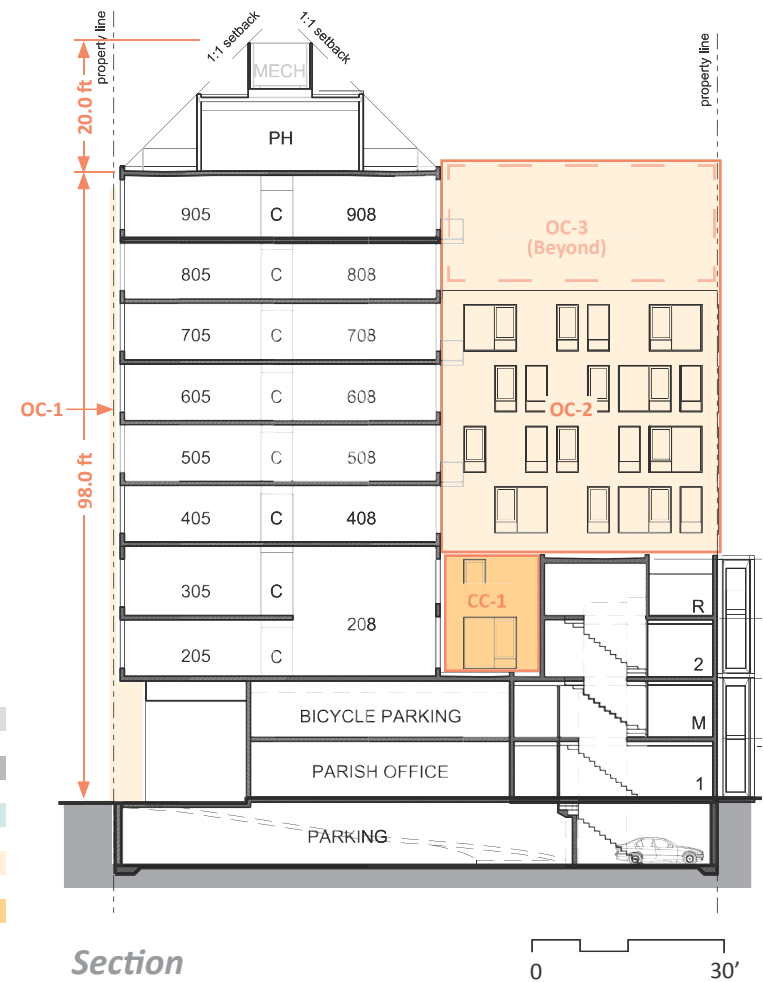 property line
1:1 setback
1:1 setback
property line
20.0 ft
MECH
PH
905 C 908
OC-3
(Beyond)
805 C 808
705 C 708
605 C 608
OC-1
OC-2
98.0 ft
505 C 508
405 C 408
305 C
CC-1
R
208
205 C
2
BICYCLE PARKING
M
PARISH OFFICE
1
PARKING
Section
0 30’